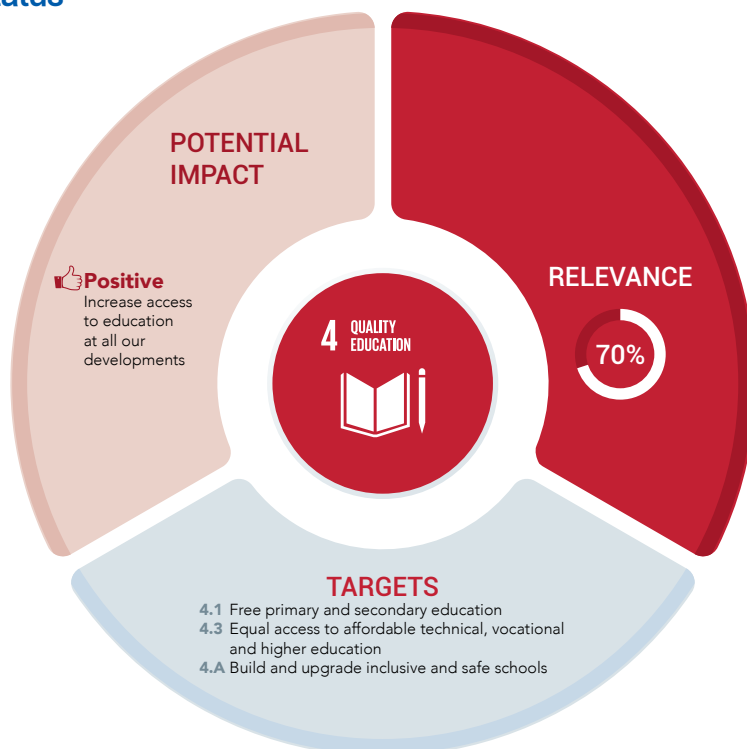 POTENTIAL
IMPACT
Positive
Increase access
to education
at all our
developments
RELEVANCE
70%
4 QUALITY
EDUCATION
TARGETS
4.1 Free primary and secondary education
4.3 Equal access to affordable technical, vocational
and higher education
4.A Build and upgrade inclusive and safe schools